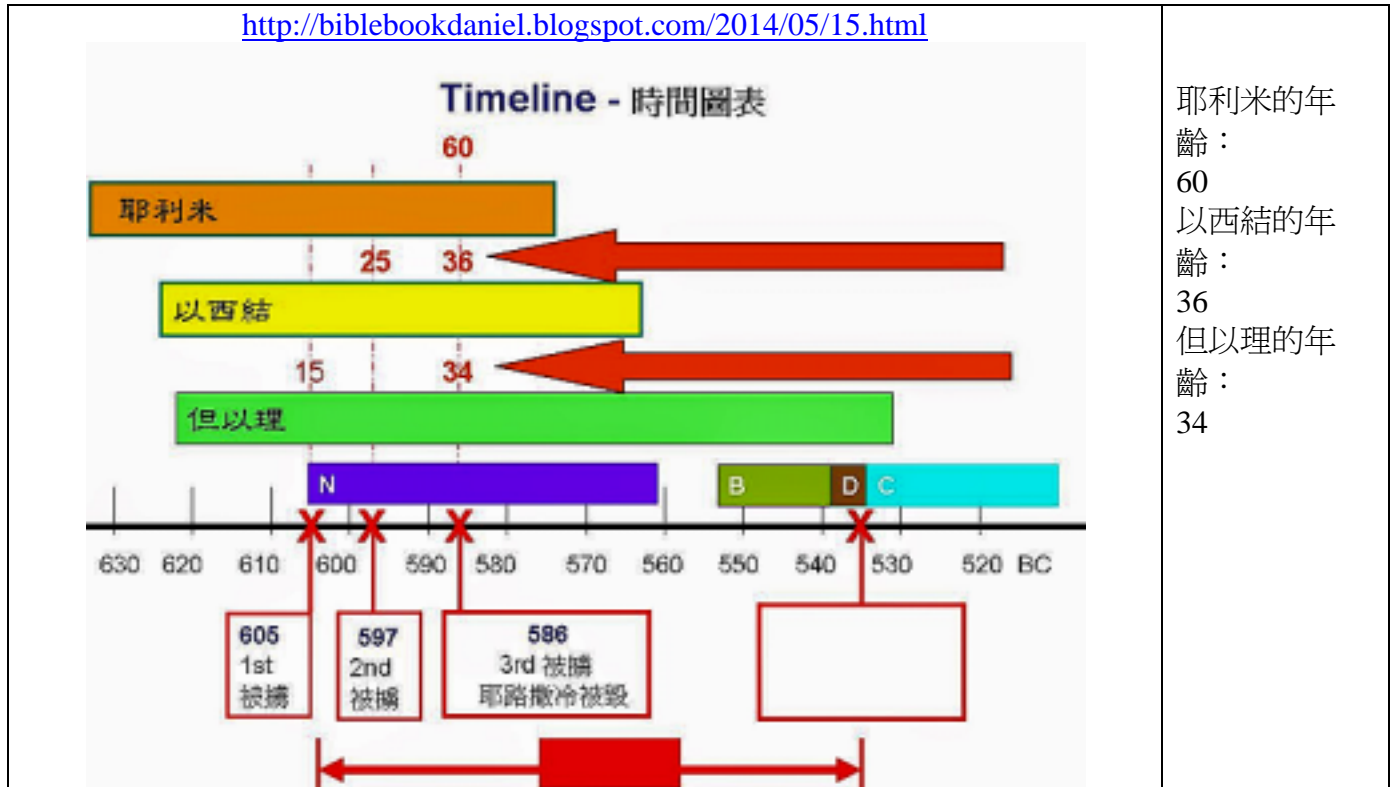 http://biblebookdaniel.blogspot.com/2014/05/15.html
Timeline - 時間圖表
60
耶利米
25 36
以西結
15 34
但以理
N B D C
630 620 610 600 590 580 570 560 550 540 530 520 BC
605
1st
被擄
597
2nd
被擄
586
3rd 被擄
耶路撒冷被毀
耶利米的年
齡：
60
以西結的年
齡：
36
但以理的年
齡：
34